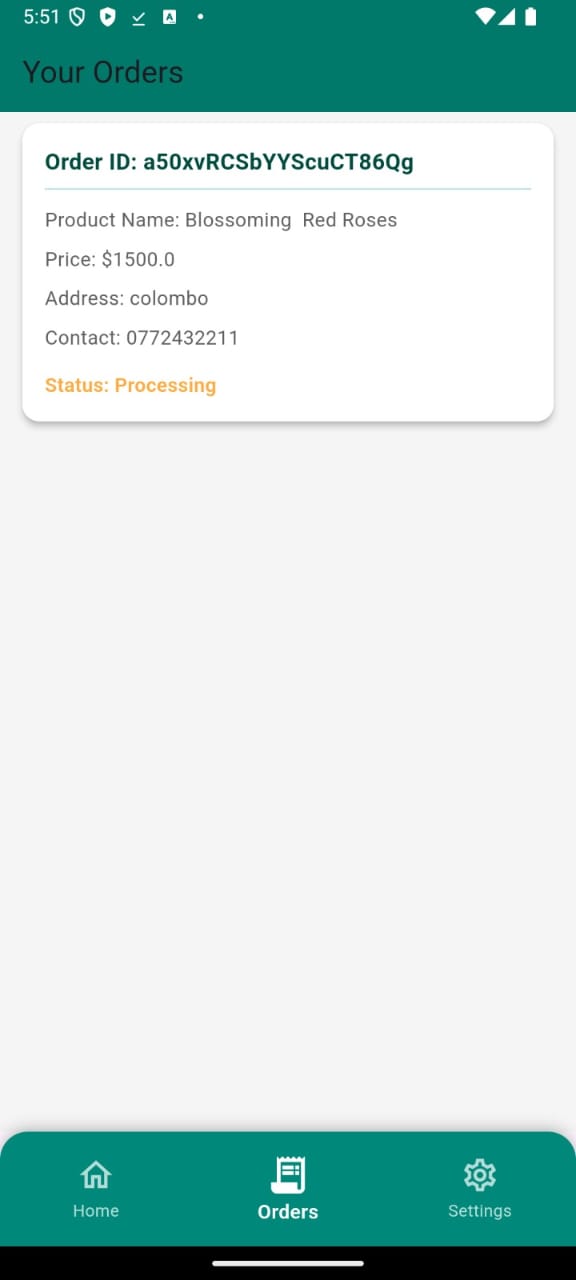 5:51
Your Orders
Order ID: a50xvRCSbYYScuCT86Qg
Product Name: Blossoming  Red Roses
Price: $1500.0
Address: colombo
Contact: 0772432211
Status: Processing
Home
Orders
Settings